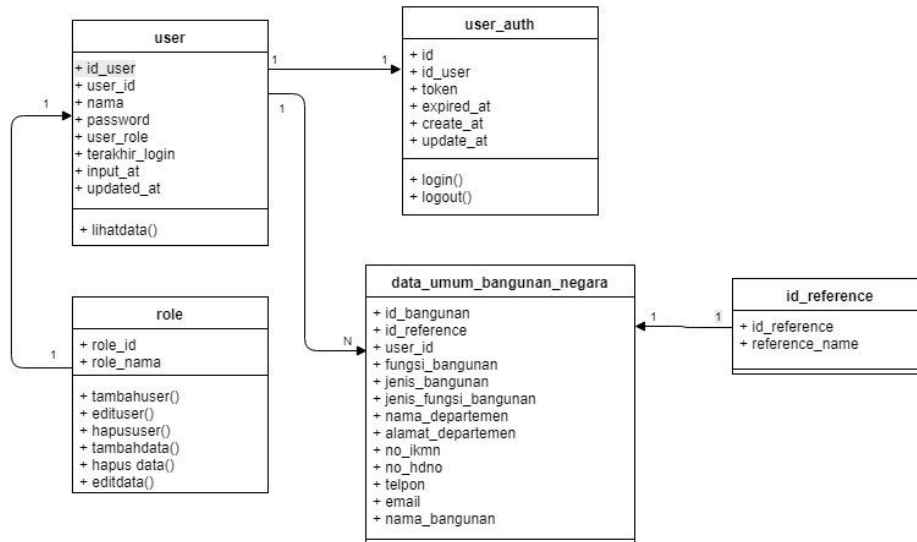 user
+ id_user
+ user_id
+ nama
+ password
+ user_role
+ terakhir_login
+ input_at
+ updated_at
+ lihatdata()
user_auth
+ id
+ id_user
+ token
+ expired_at
+ create_at
+ update_at
+ login()
+ logout()
1
1
1
N
1
1
role
+ role_id
+ role_nama
+ tambahuser()
+ edituser()
+ hapususer()
+ tambahdata()
+ hapus data()
+ editdata()
data_umum_bangunan_negara
+ id_bangunan
+ id_reference
+ user_id
+ fungsi_bangunan
+ jenis_bangunan
+ jenis_fungsi_bangunan
+ nama_departemen
+ alamat_departemen
+ no_ikmn
+ no_hdno
+ telpon
+ email
+ nama_bangunan
1
1
id_reference
+ id_reference
+ reference_name